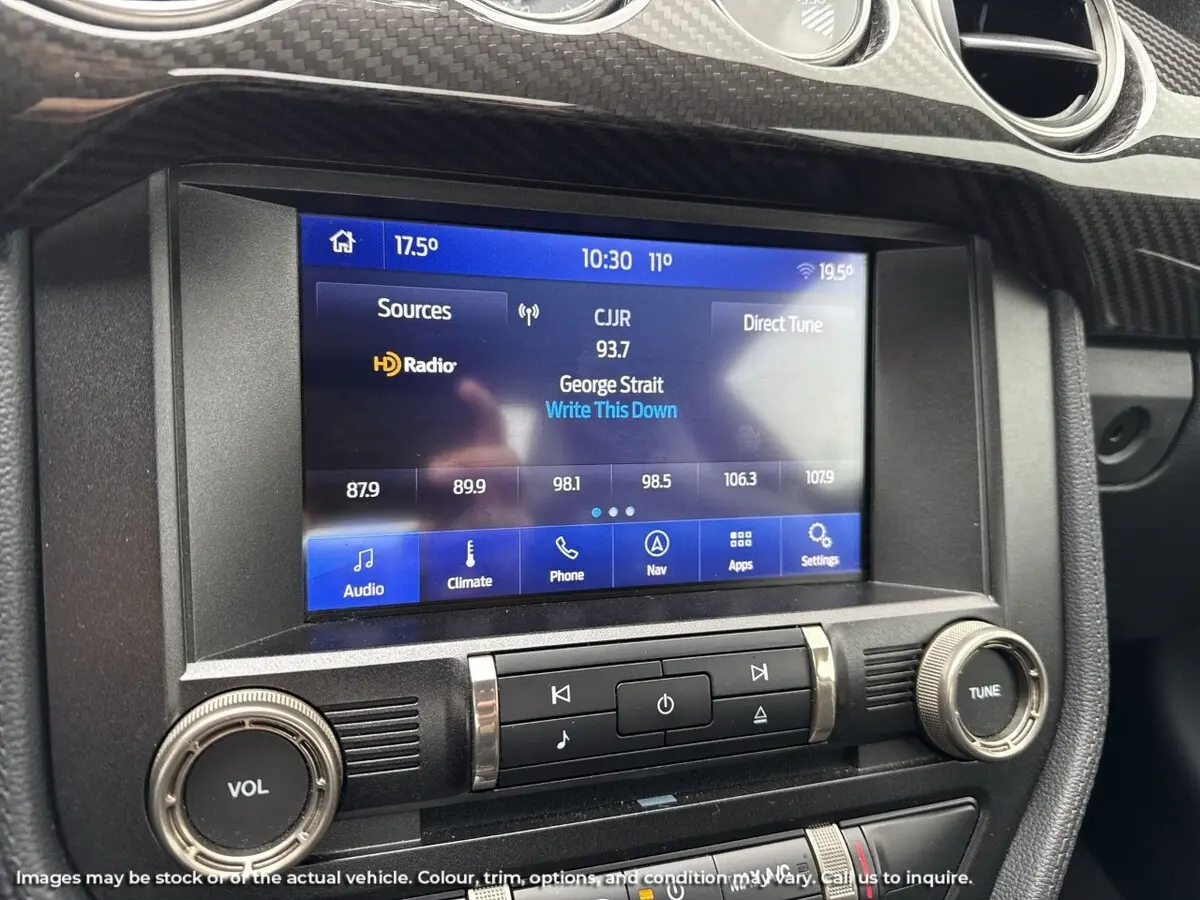 17.5° 10:30 11° 19.5°
Sources CJJR Direct Tune
93.7
HD Radio
George Strait
Write This Down
87.9 89.9 98.1 98.5 106.3 107.9
Audio Climate Phone Nav Apps Settings
VOL TUNE
Images may be stock or of the actual vehicle. Colour, trim, options, and condition may vary. Call us to inquire.